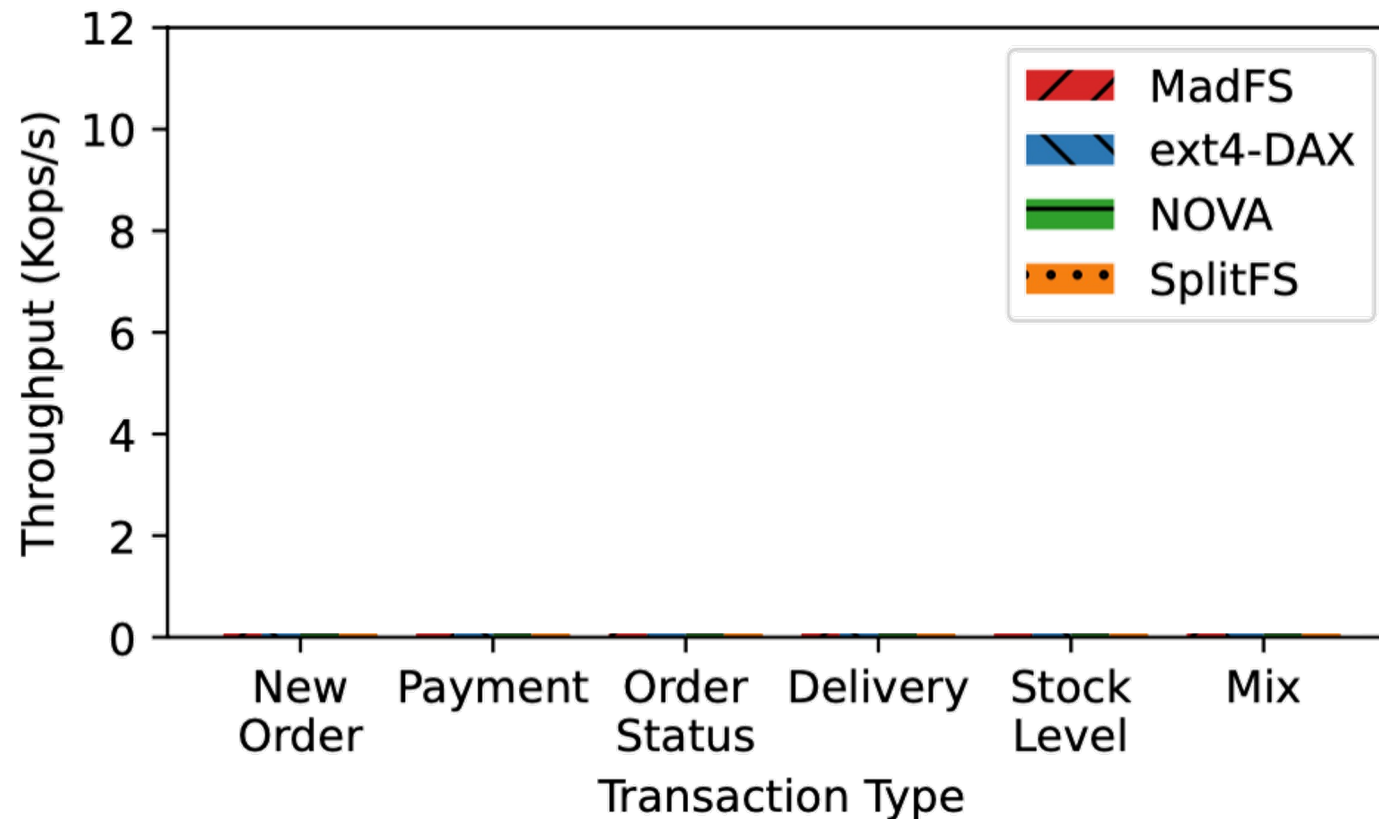 12
10
8
6
4
2
0
Throughput (Kops/s)
MadFS
ext4-DAX
NOVA
SplitFS
New Order
Payment
Order Status
Delivery
Stock Level
Mix
Transaction Type